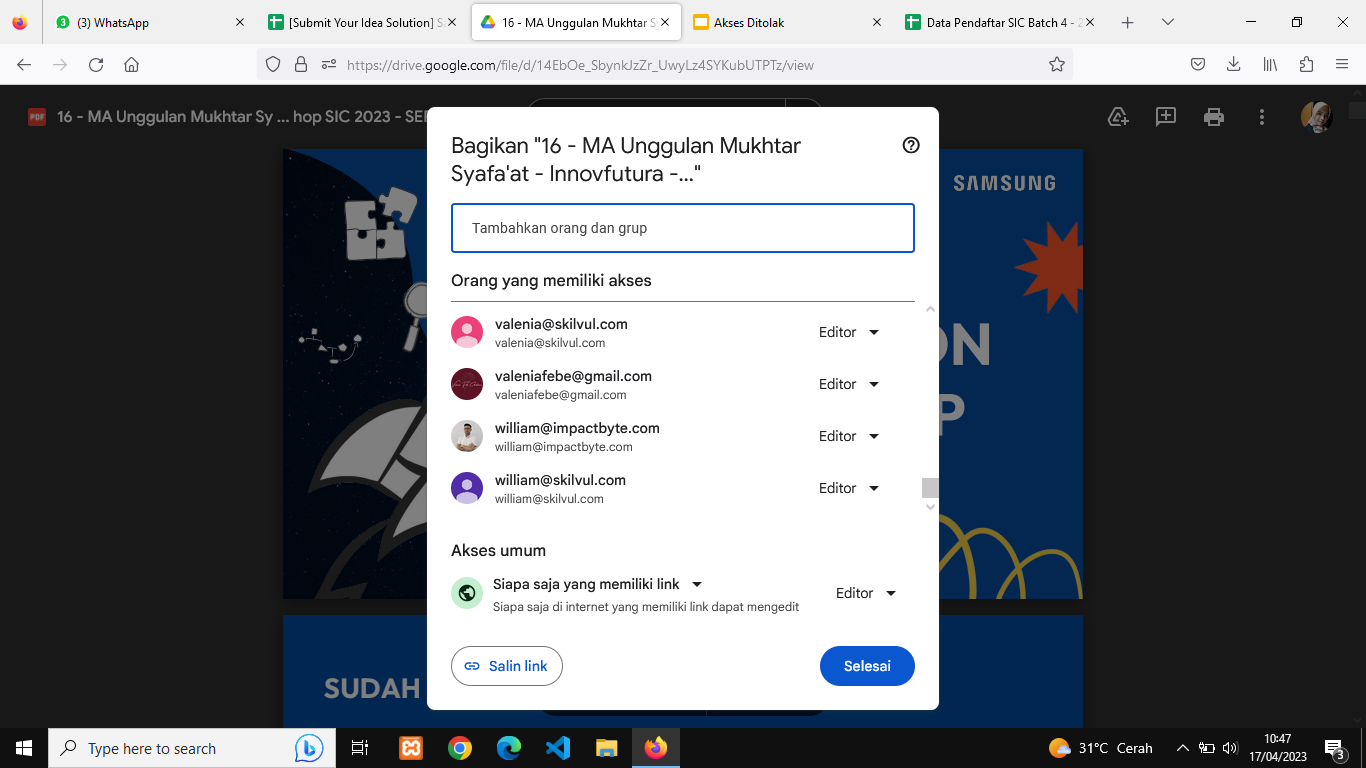 (3) WhatsApp
[Submit Your Idea Solution] S
16 - MA Unggulan Mukhtar Sy
Akses Ditolak
Data Pendaftar SIC Batch 4 - 2
https://drive.google.com/file/d/14EbOe_SbynkJzZr_UwyLz4SYKubUTPTz/view
PDF
16 - MA Unggulan Mukhtar Sy ... hop SIC 2023 - SE
SAMSUNG
ON
P
SUDAH
Bagikan "16 - MA Unggulan Mukhtar
Syafa'at - Innovfutura -..."
Tambahkan orang dan grup
Orang yang memiliki akses
valenia@skilvul.com
valenia@skilvul.com
Editor
valeniafebe@gmail.com
valeniafebe@gmail.com
Editor
william@impactbyte.com
william@impactbyte.com
Editor
william@skilvul.com
william@skilvul.com
Editor
Akses umum
Siapa saja yang memiliki link
Siapa saja di internet yang memiliki link dapat mengedit
Editor
Salin link
Selesai
Type here to search
31°C Cerah
10:47
17/04/2023
3